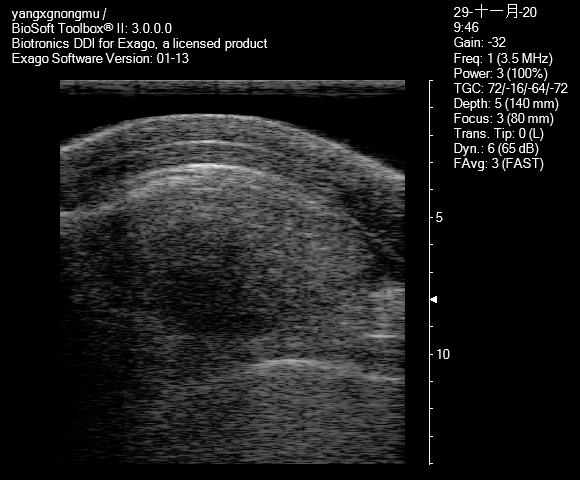 yangxgnongmu /
BioSoft Toolbox® II: 3.0.0.0
Biotronics DDI for Exago, a licensed product
Exago Software Version: 01-13
29-十一月-20
9:46
Gain: -32
Freq: 1 (3.5 MHz)
Power: 3 (100%)
TGC: 72/-16/-64/-72
Depth: 5 (140 mm)
Focus: 3 (80 mm)
Trans. Tip: 0 (L)
Dyn.: 6 (65 dB)
FAvg: 3 (FAST)
5
10